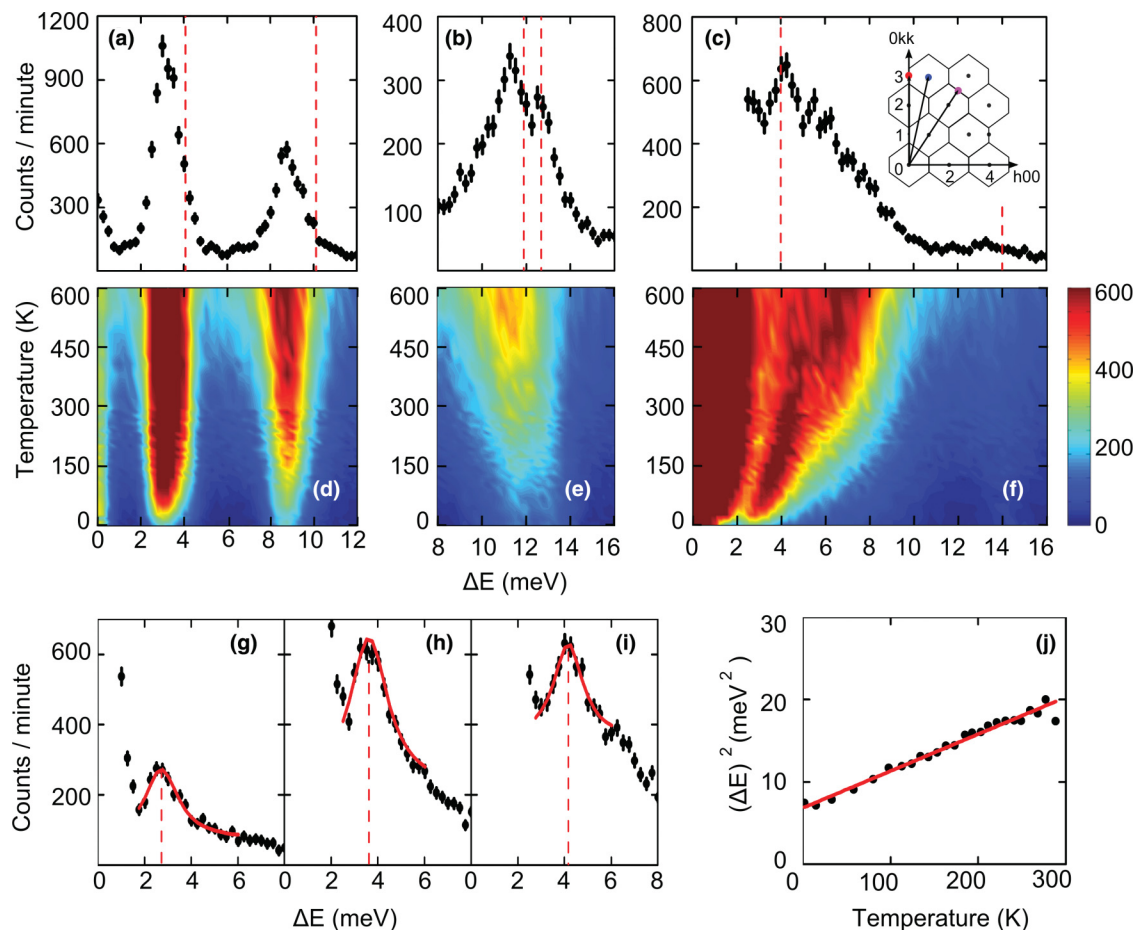 1200
900
600
300
Counts / minute
(a)
400
300
200
100
(b)
800
600
400
200
(c)
0kk
3
2
1
0
2
4
h00
600
450
300
150
0
Temperature (K)
(d)
0 2 4 6 8 10 12
(e)
8 10 12 14 16
(f)
0 2 4 6 8 10 12 14 16
600
400
200
0
ΔE (meV)
600
400
200
Counts / minute
(g)
(h)
(i)
0 2 4 6 0 2 4 6 0 2 4 6 8
ΔE (meV)
30
20
10
0
(ΔE)² (meV²)
(j)
0 100 200 300
Temperature (K)